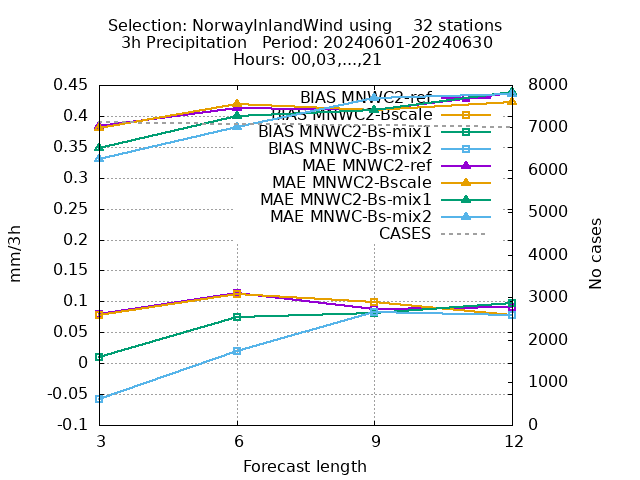 Selection: NorwayInlandWind using    32 stations
3h Precipitation   Period: 20240601-20240630
Hours: 00,03,...,21
0.45
0.4
0.35
0.3
0.25
0.2
0.15
0.1
0.05
0
-0.05
-0.1
mm/3h
BIAS MNWC2-ref
BIAS MNWC2-Bscale
BIAS MNWC2-Bs-mix1
BIAS MNWC-Bs-mix2
MAE MNWC2-ref
MAE MNWC2-Bscale
MAE MNWC2-Bs-mix1
MAE MNWC-Bs-mix2
CASES
8000
7000
6000
5000
4000
3000
2000
1000
0
No cases
3
6
9
12
Forecast length